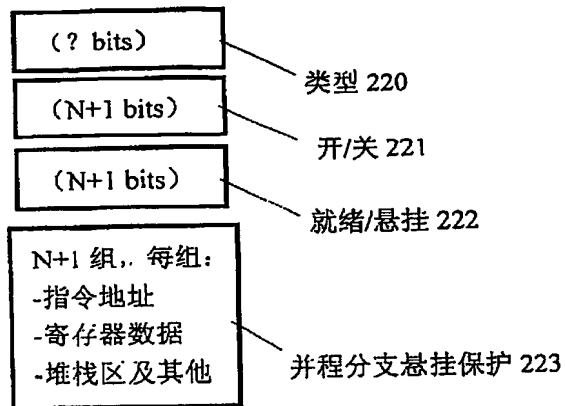 （? bits）
类型 220
（N+1 bits）
开/关 221
（N+1 bits）
就绪/悬挂 222
N+1 组，. 每组：
-指令地址
-寄存器数据
-堆栈区及其他
并程分支悬挂保护 223